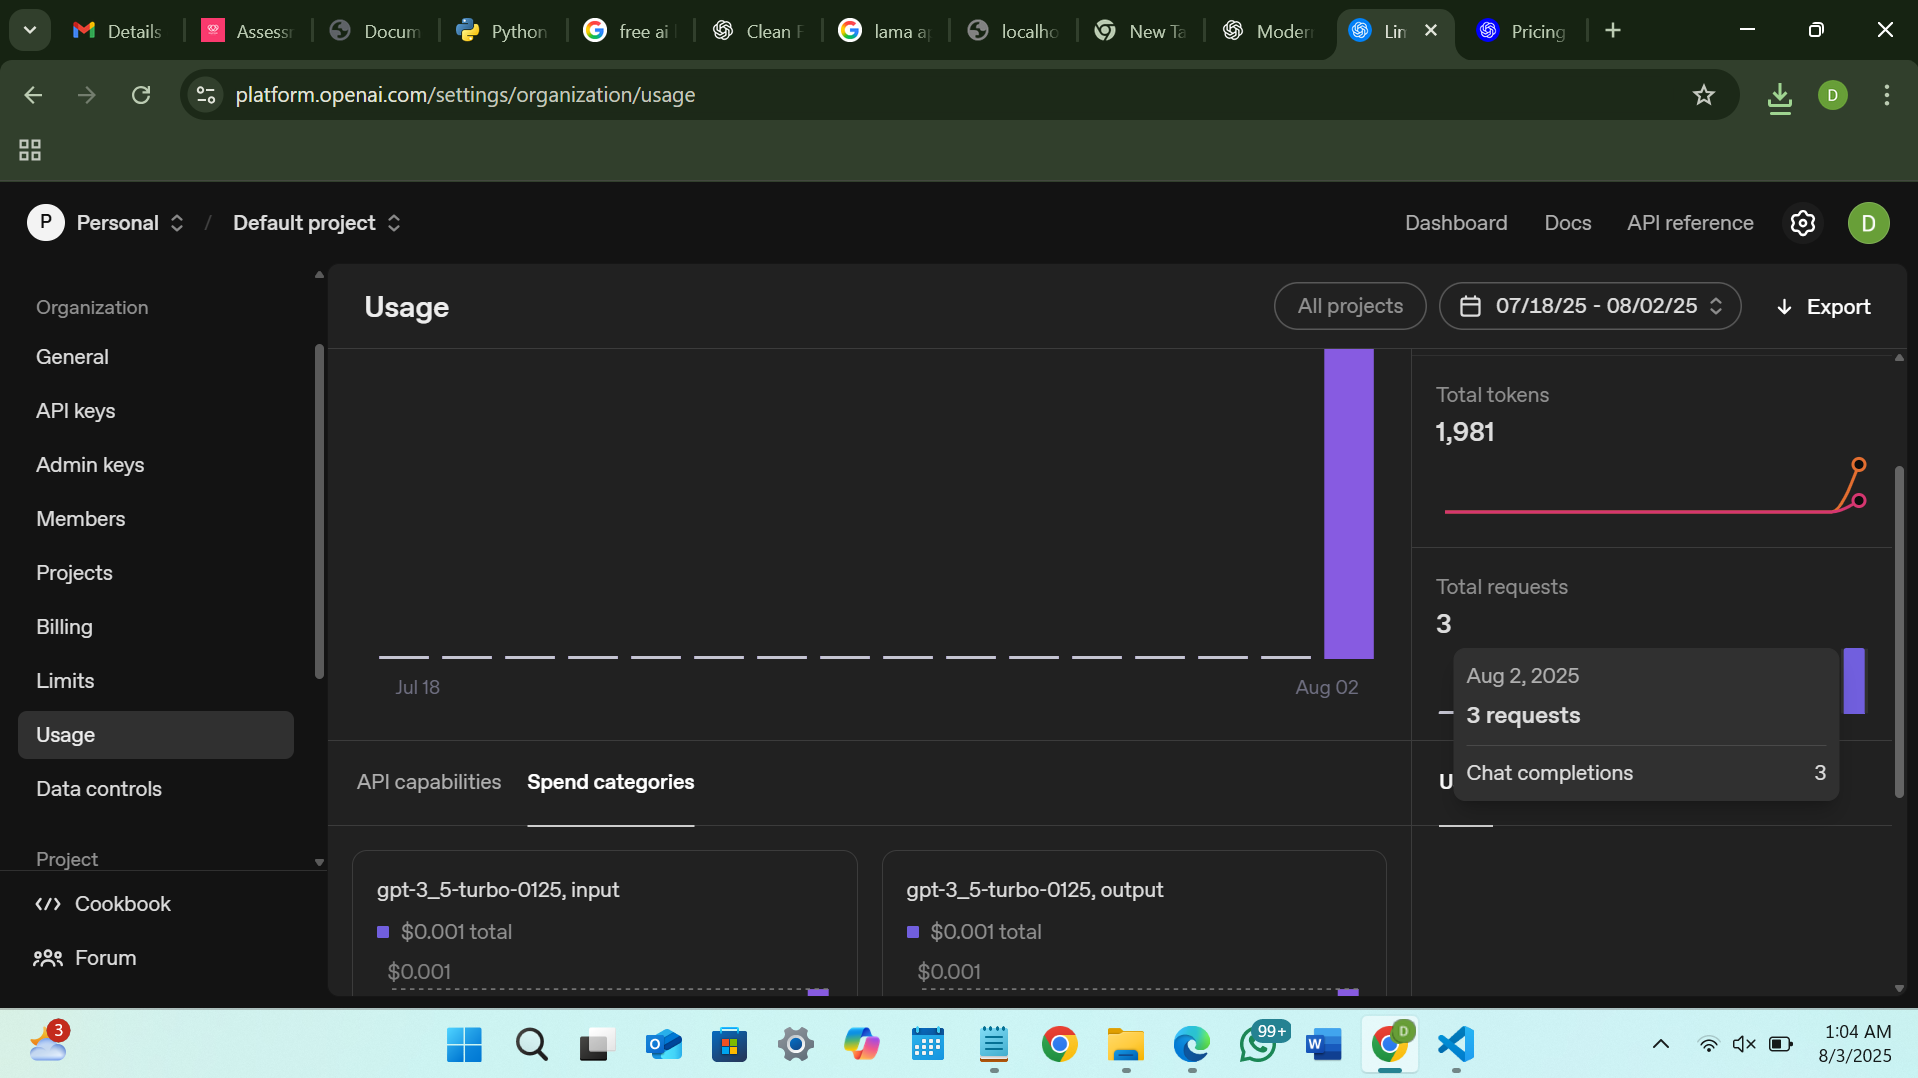 Details
Assess
Docum
Python
free ai
Clean F
lama a
localho
New Ta
Moder
Lin
Pricing
platform.openai.com/settings/organization/usage
D
P
Personal
/
Default project
Dashboard
Docs
API reference
D
Organization
General
API keys
Admin keys
Members
Projects
Billing
Limits
Usage
Data controls
Project
Cookbook
Forum
Usage
All projects
07/18/25 - 08/02/25
Export
Jul 18
Aug 02
Total tokens
1,981
Total requests
3
Aug 2, 2025
3 requests
Chat completions 3
U
API capabilities
Spend categories
gpt-3_5-turbo-0125, input
$0.001 total
$0.001
gpt-3_5-turbo-0125, output
$0.001 total
$0.001
3
99+
D
1:04 AM
8/3/2025